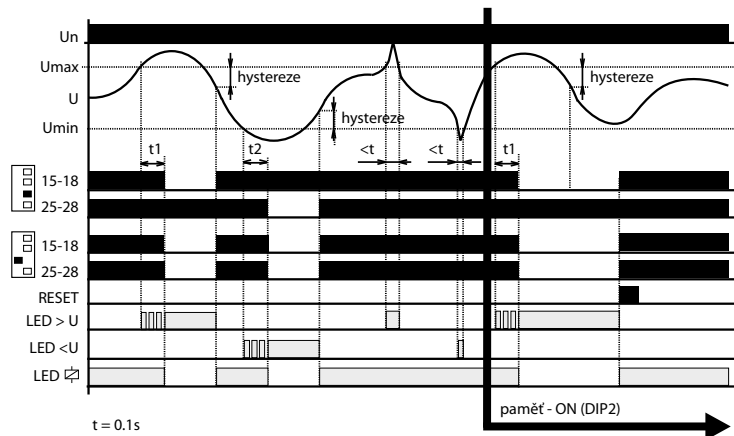 Un
Umax
hystereze
hystereze
U
hystereze
Umin
t1
t2
<t
<t
t1
15-18
25-28
15-18
25-28
RESET
LED > U
LED <U
LED
paměť - ON (DIP2)
t = 0.1s